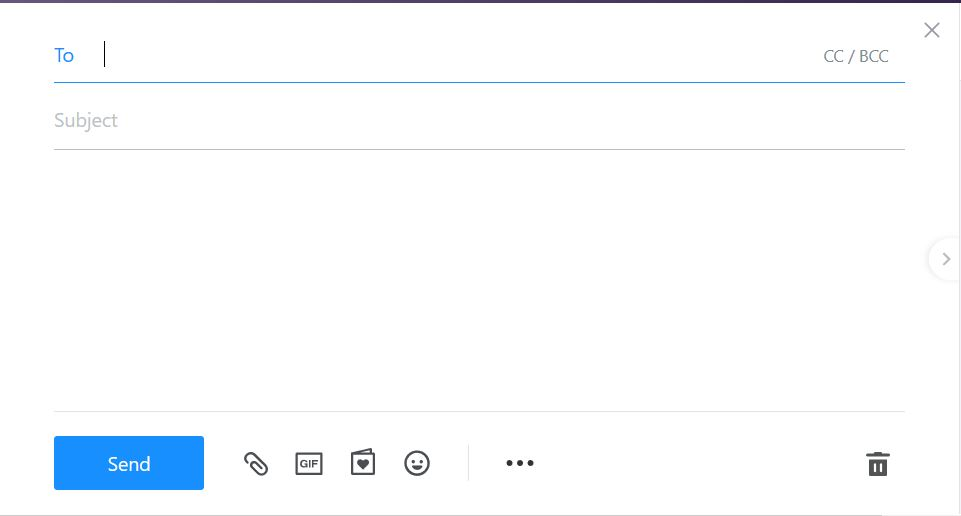 To CC / BCC
Subject
Send GIF